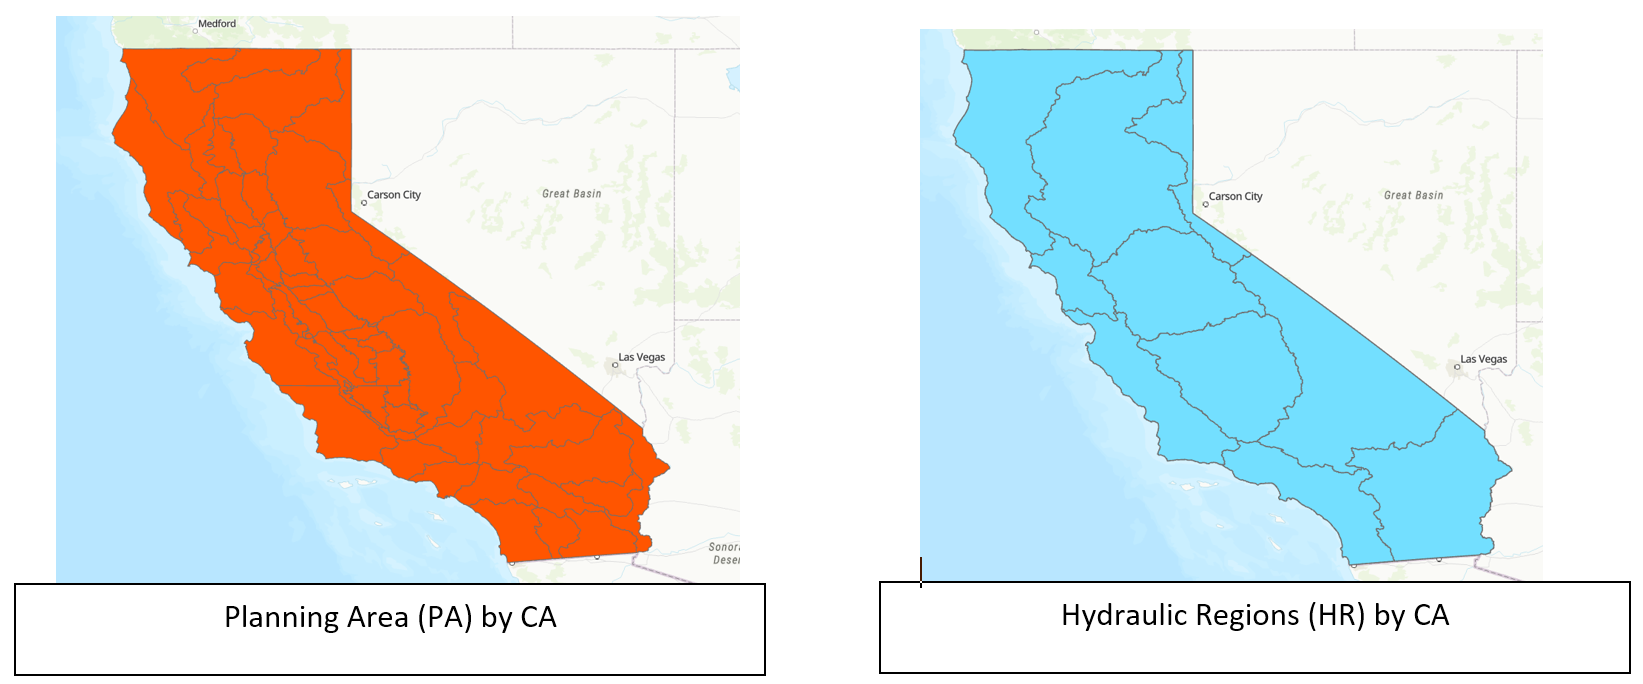 Medford
Carson City
Great Basin
Las Vegas
Sonor
Deser
Planning Area (PA) by CA
Carson City
Great Basin
Las Vegas
Hydraulic Regions (HR) by CA